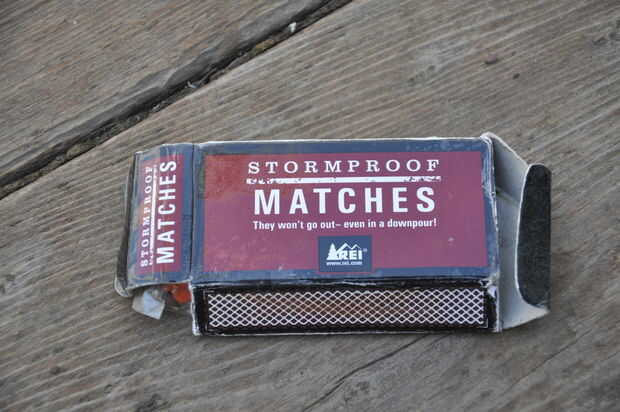 STORMPROOF
MATCHES
STORMPROOF
MATCHES
They won't go out– even in a downpour!
REI®
www.rei.com